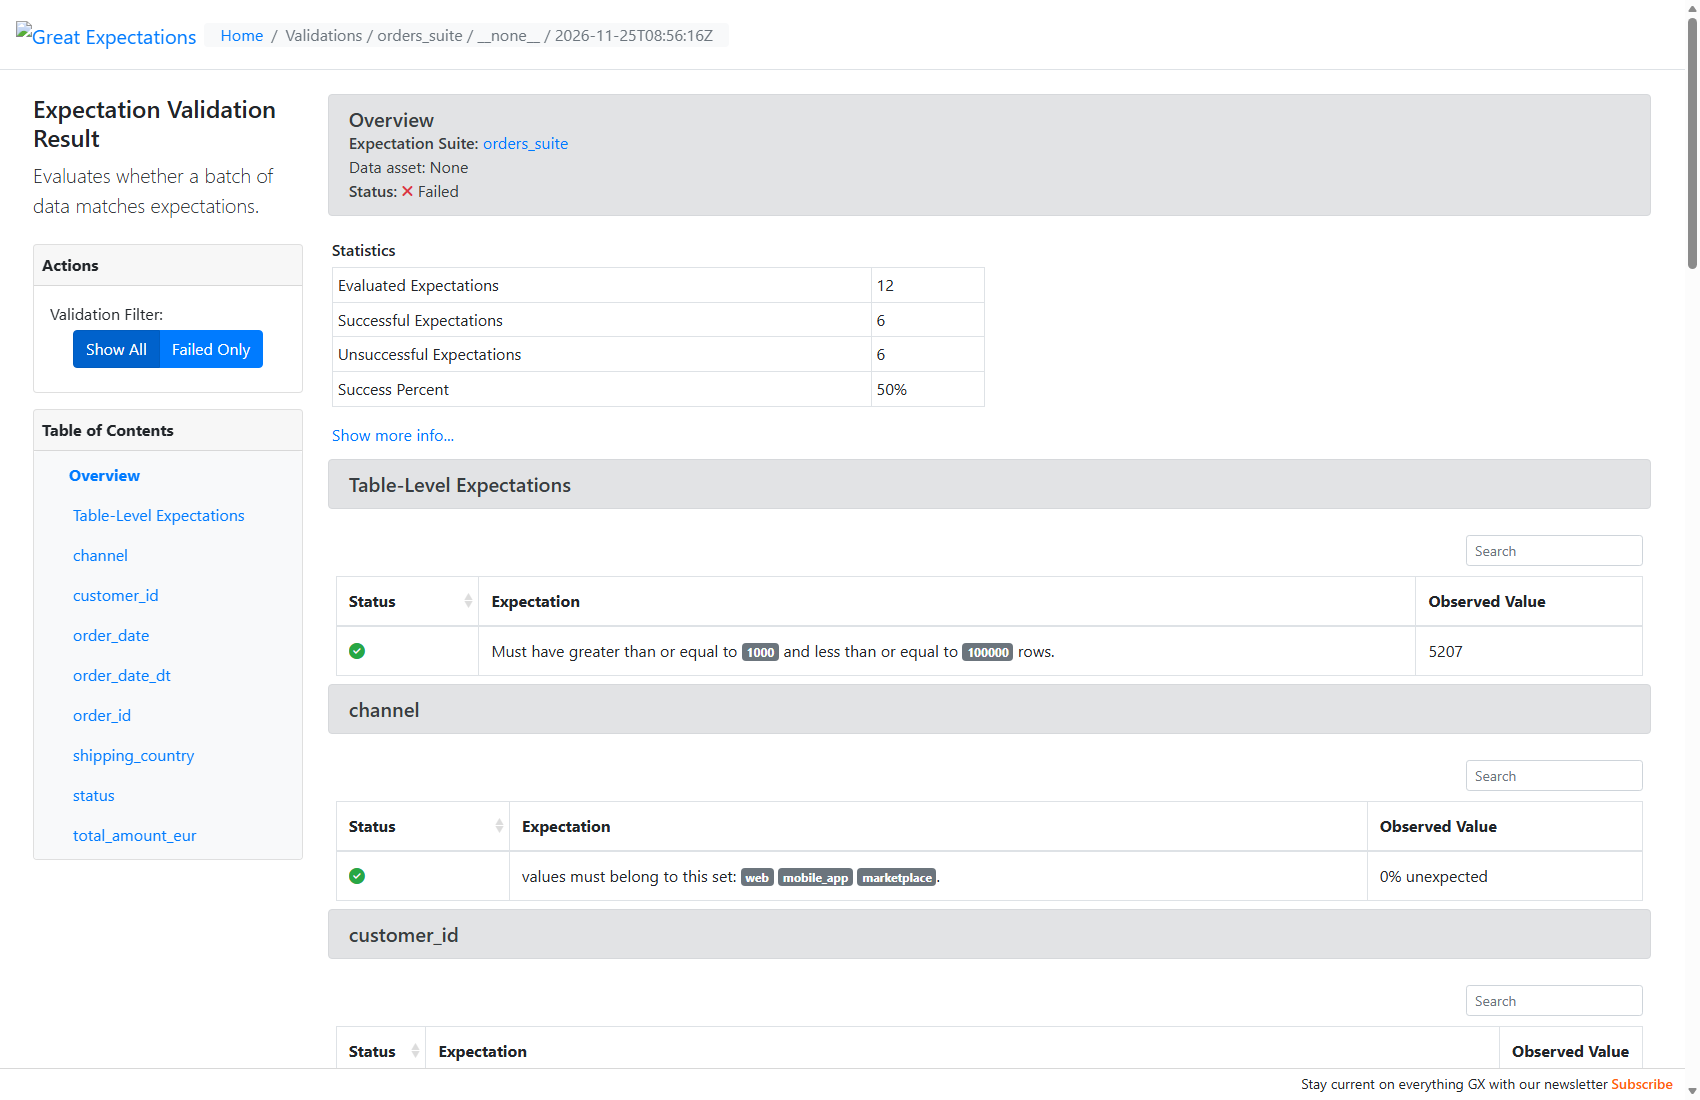 Great Expectations
Home / Validations / orders_suite / __none__ / 2026-11-25T08:56:16Z
Expectation Validation
Result
Evaluates whether a batch of
data matches expectations.
Actions
Validation Filter:
Show All Failed Only
Table of Contents
Overview
Table-Level Expectations
channel
customer_id
order_date
order_date_dt
order_id
shipping_country
status
total_amount_eur
Overview
Expectation Suite: orders_suite
Data asset: None
Status: ✕ Failed
Statistics
Evaluated Expectations 12
Successful Expectations 6
Unsuccessful Expectations 6
Success Percent 50%
Show more info...
Table-Level Expectations
Search
Status Expectation Observed Value
Must have greater than or equal to 1000 and less than or equal to 100000 rows. 5207
channel
Search
Status Expectation Observed Value
values must belong to this set: web mobile_app marketplace. 0% unexpected
customer_id
Search
Status Expectation Observed Value
Stay current on everything GX with our newsletter Subscribe